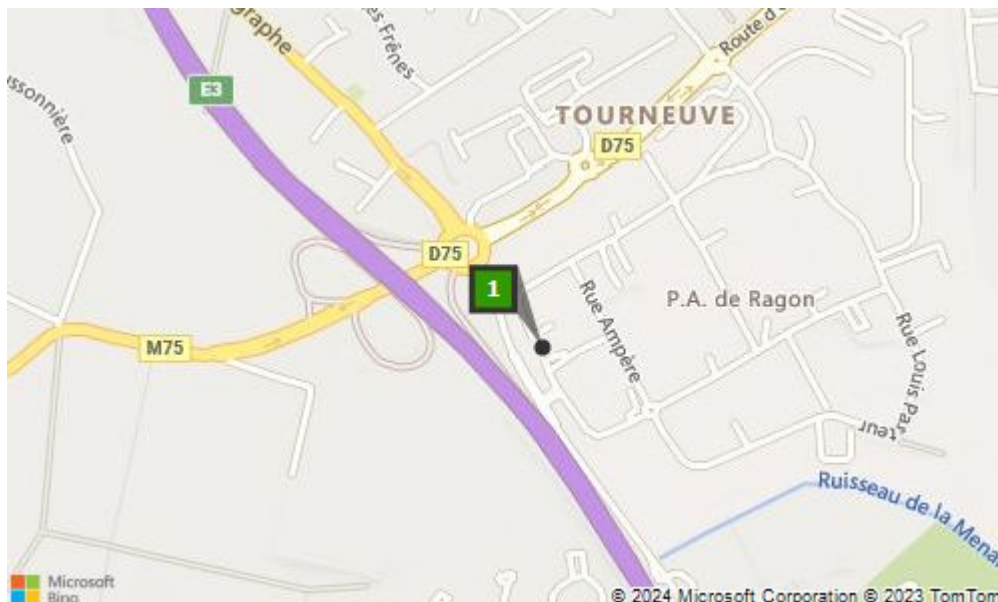 graphe
es Frênes
Route d'
E3
ssonnière
TOURNEUVE
D75
D75
1
P.A. de Ragon
Rue Ampère
M75
Rue Louis Pasteur
Ruisseau de la Mena
Microsoft
Bing
© 2024 Microsoft Corporation © 2023 TomTom